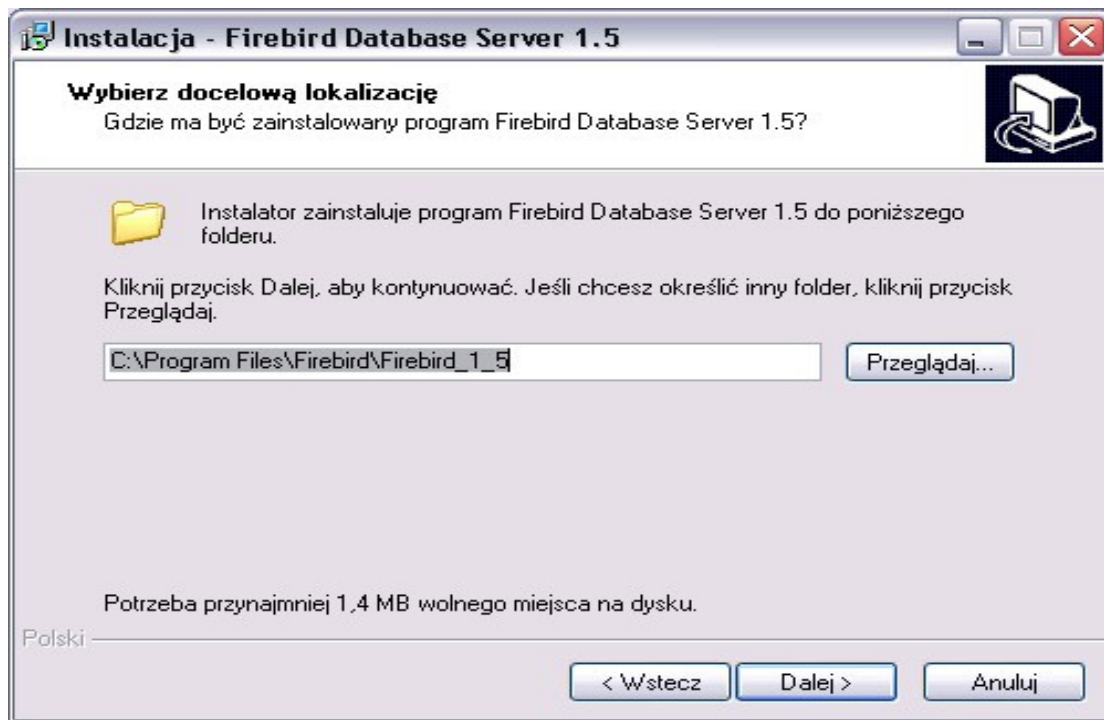 Instalacja - Firebird Database Server 1.5
Wybierz docelową lokalizację
Gdzie ma być zainstalowany program Firebird Database Server 1.5?
Instalator zainstaluje program Firebird Database Server 1.5 do poniższego
folderu.
Kliknij przycisk Dalej, aby kontynuować. Jeśli chcesz określić inny folder, kliknij przycisk
Przeglądaj.
C:\Program Files\Firebird\Firebird_1_5
Przeglądaj...
Potrzeba przynajmniej 1,4 MB wolnego miejsca na dysku.
Polski
< Wstecz
Dalej >
Anuluj